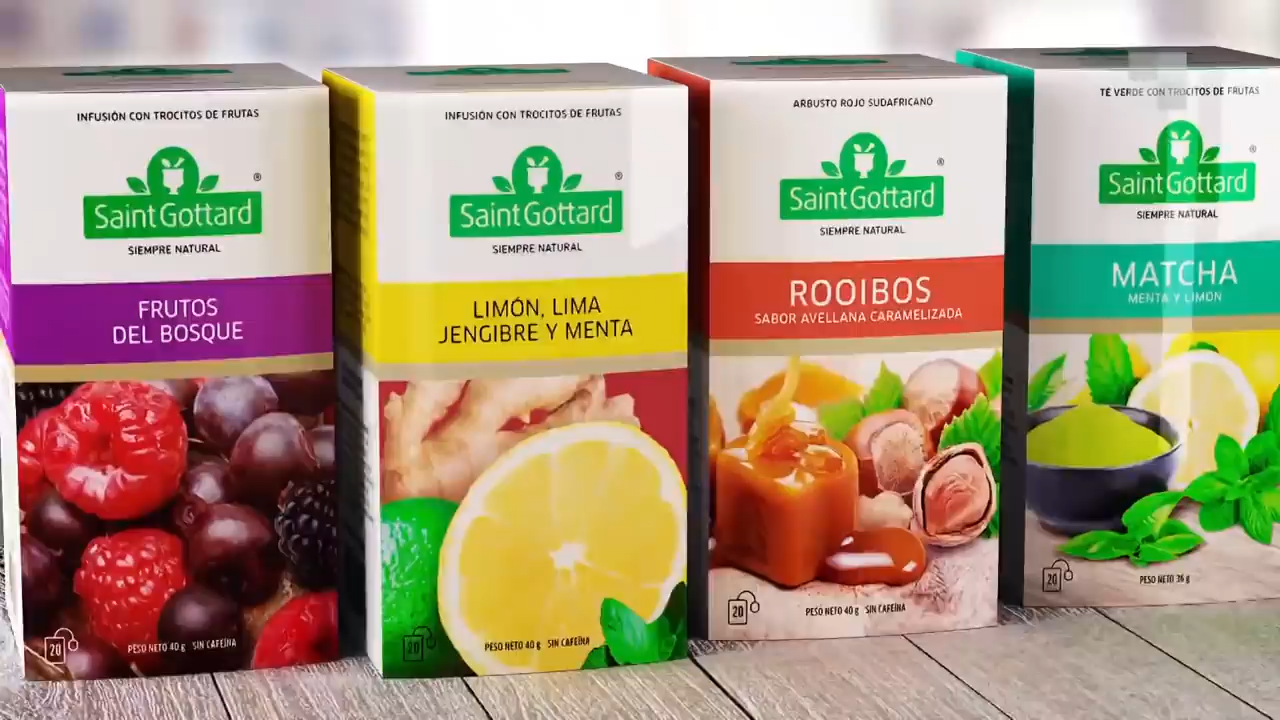 INFUSIÓN CON TROCITOS DE FRUTAS
SaintGottard
®
SIEMPRE NATURAL
FRUTOS
DEL BOSQUE
20
PESO NETO 40 g SIN CAFEÍNA
INFUSIÓN CON TROCITOS DE FRUTAS
SaintGottard
®
SIEMPRE NATURAL
LIMÓN, LIMA
JENGIBRE Y MENTA
20
PESO NETO 40 g SIN CAFEÍNA
ARBUSTO ROJO SUDAFRICANO
SaintGottard
®
SIEMPRE NATURAL
ROOIBOS
SABOR AVELLANA CARAMELIZADA
20
PESO NETO 40 g SIN CAFEÍNA
TÉ VERDE CON TROCITOS DE FRUTAS
SaintGottard
®
SIEMPRE NATURAL
MATCHA
MENTA Y LIMON
20
PESO NETO 36 g